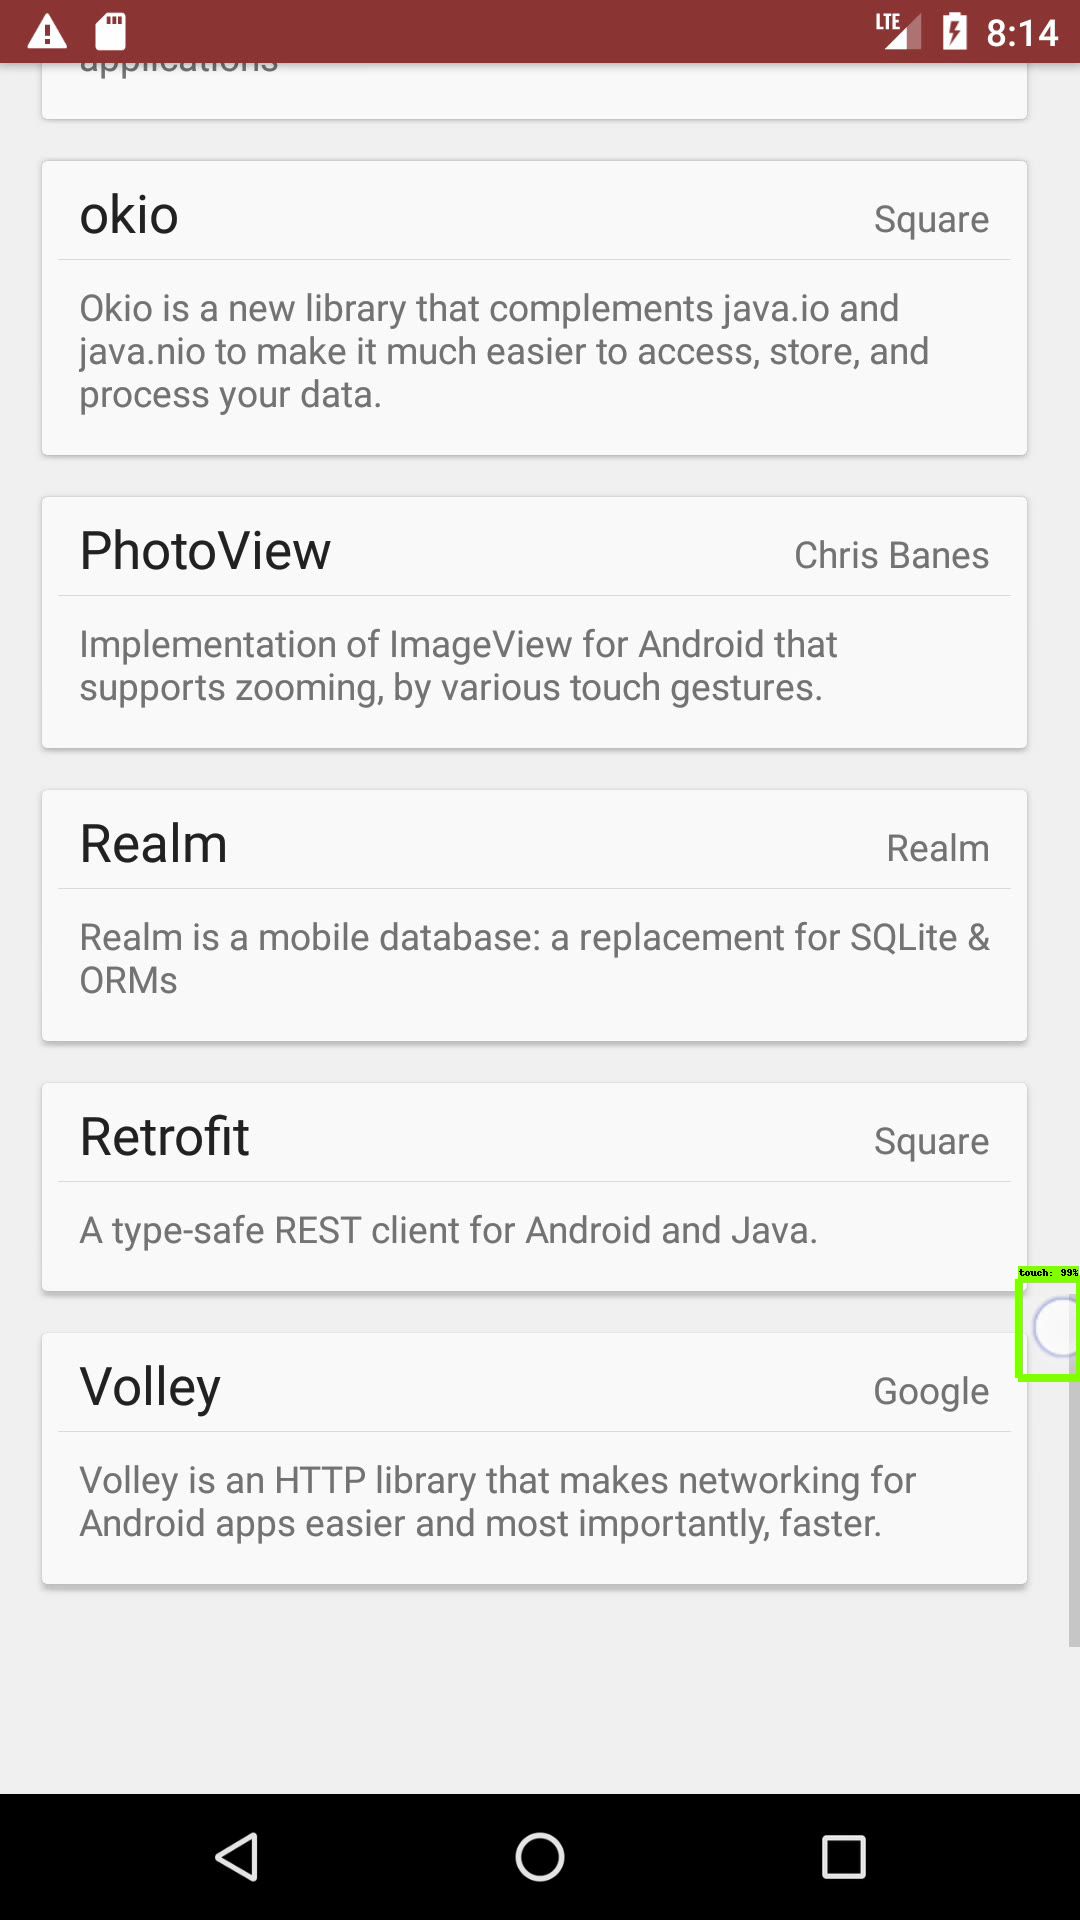 LTE 8:14
applications
okio Square
Okio is a new library that complements java.io and
java.nio to make it much easier to access, store, and
process your data.
PhotoView Chris Banes
Implementation of ImageView for Android that
supports zooming, by various touch gestures.
Realm Realm
Realm is a mobile database: a replacement for SQLite &
ORMs
Retrofit Square
A type-safe REST client for Android and Java.
touch: 99%
Volley Google
Volley is an HTTP library that makes networking for
Android apps easier and most importantly, faster.